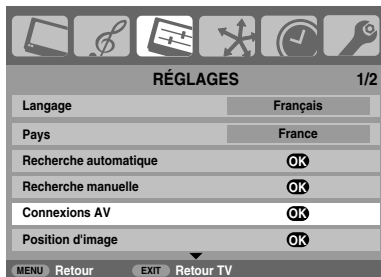 RÉGLAGES 1/2
Langage Français
Pays France
Recherche automatique OK
Recherche manuelle OK
Connexions AV OK
Position d'image OK
MENU Retour EXIT Retour TV